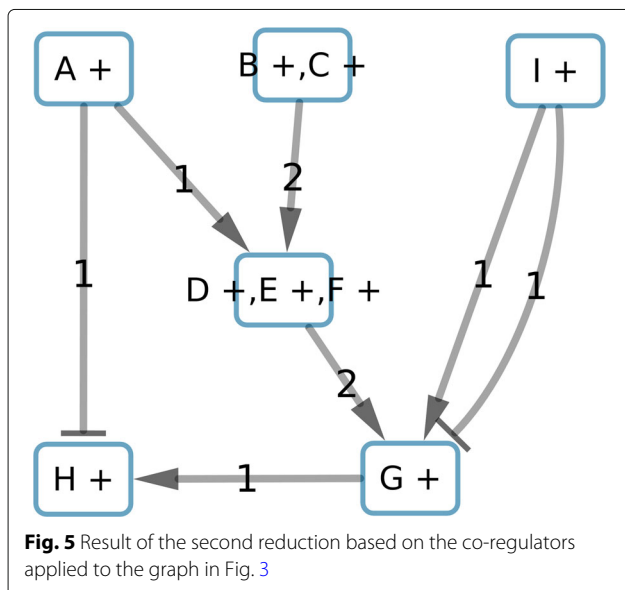 A +
B +,C +
I +
1
2
1
1
1
D +,E +,F +
2
H +
1
G +
Fig. 5 Result of the second reduction based on the co-regulators
applied to the graph in Fig. 3